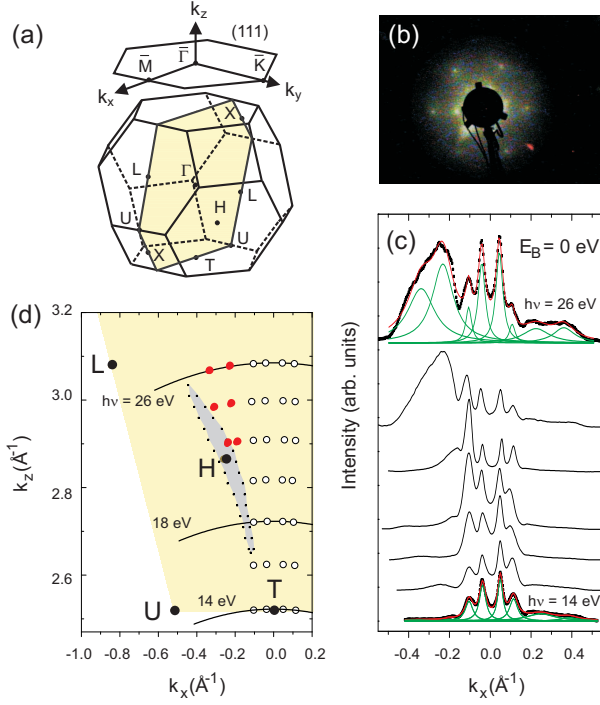 (a)
k_z
(111)
M̅
Γ̅
K̅
k_x
k_y
X
L
Γ
L
H
U
U
X
T
(b)
(c)
E_B= 0 eV
hν = 26 eV
Intensity (arb. units)
hν = 14 eV
-0.4 -0.2 0.0 0.2 0.4
k_x(Å⁻¹)
(d)
3.2
3.0
2.8
2.6
k_z(Å⁻¹)
L
hν = 26 eV
H
18 eV
14 eV
U
T
-1.0 -0.8 -0.6 -0.4 -0.2 0.0 0.2
k_x(Å⁻¹)